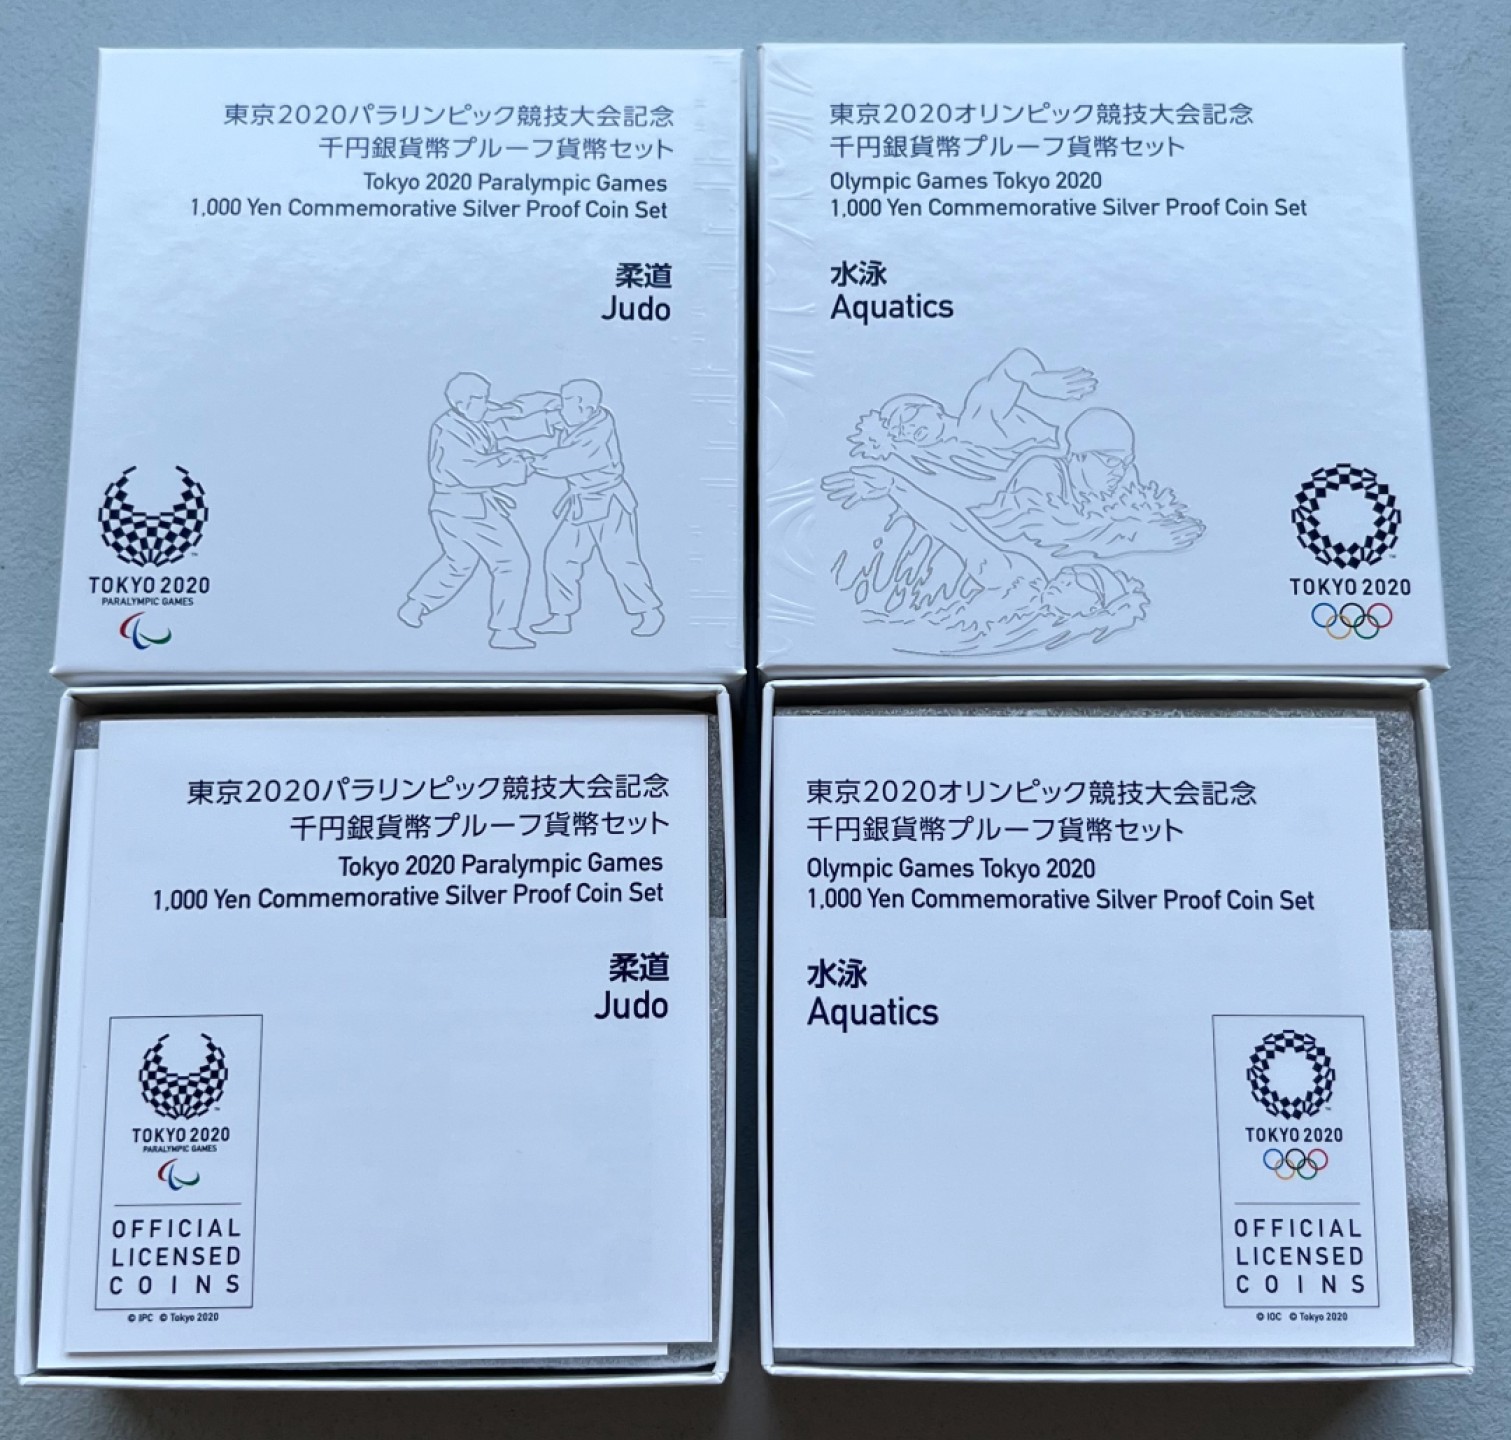 東京2020パラリンピック競技大会記念
千円銀貨幣プルーフ貨幣セット
Tokyo 2020 Paralympic Games
1,000 Yen Commemorative Silver Proof Coin Set
柔道
Judo
TOKYO 2020
PARALYMPIC GAMES
東京2020オリンピック競技大会記念
千円銀貨幣プルーフ貨幣セット
Olympic Games Tokyo 2020
1,000 Yen Commemorative Silver Proof Coin Set
水泳
Aquatics
TOKYO 2020
東京2020パラリンピック競技大会記念
千円銀貨幣プルーフ貨幣セット
Tokyo 2020 Paralympic Games
1,000 Yen Commemorative Silver Proof Coin Set
柔道
Judo
TOKYO 2020
PARALYMPIC GAMES
OFFICIAL
LICENSED
COINS
© IPC © Tokyo 2020
東京2020オリンピック競技大会記念
千円銀貨幣プルーフ貨幣セット
Olympic Games Tokyo 2020
1,000 Yen Commemorative Silver Proof Coin Set
水泳
Aquatics
TOKYO 2020
OFFICIAL
LICENSED
COINS
© IOC © Tokyo 2020